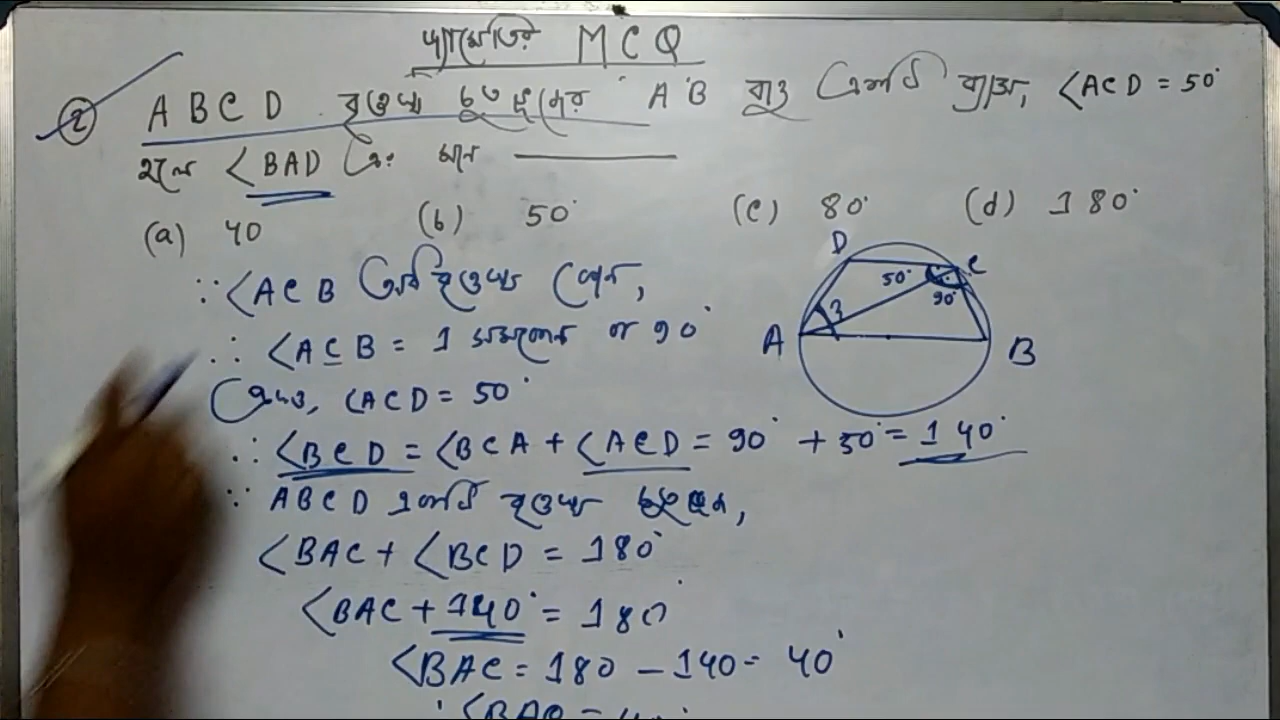 জ্যামিতির MCQ
② ABCD বৃত্তস্থ চতুর্ভুজের AB বাহু একটি ব্যাস, ∠ACD = 50°
হলে ∠BAD এর মান
(a) 40 (b) 50° (c) 80° (d) 180°
D C 50° 90° A B
∵ ∠ACB অর্ধবৃত্তস্থ কোণ,
∴ ∠ACB = 1 সমকোণ or 90°
∠ACD = 50°
∴ ∠BCD = ∠BCA + ∠ACD = 90° + 50° = 140°
∵ ABCD একটি বৃত্তস্থ চতুর্ভুজ,
∠BAC + ∠BCD = 180°
∠BAC + 140° = 180
∠BAC = 180 - 140 = 40°